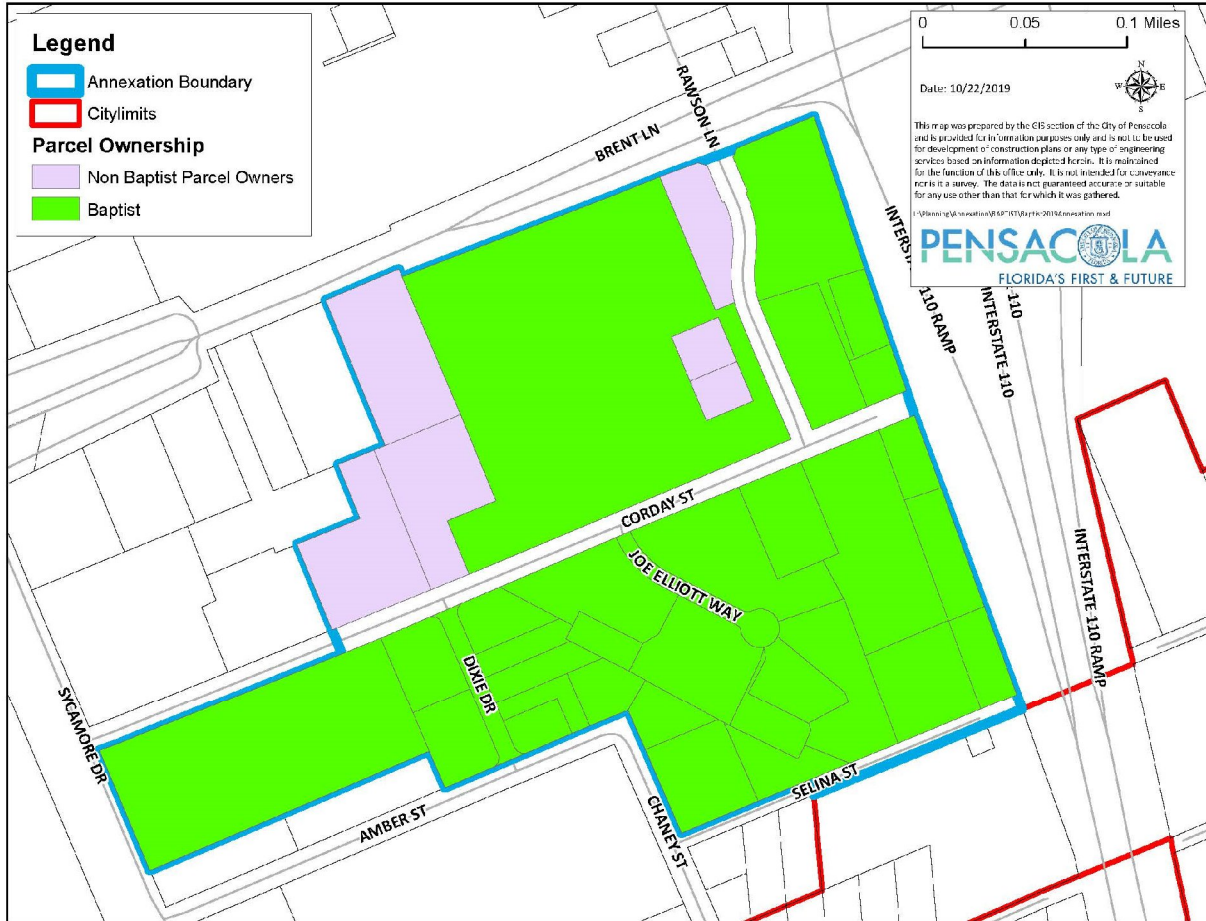 Legend
Annexation Boundary
Citylimits
Parcel Ownership
Non Baptist Parcel Owners
Baptist
0 0.05 0.1 Miles
Date: 10/22/2019
N
W E
S
This map was prepared by the GIS section of the City of Pensacola
and is provided for information purposes only and is not to be used
for development of construction plans or any type of engineering
services based on information depicted herein. It is maintained
for the function of this office only. It is not intended for conveyance
nor is it a survey. The data is not guaranteed accurate or suitable
for any use other than that for which it was gathered.
PENSACOLA
FLORIDA'S FIRST & FUTURE
RAWSON LN
BRENT LN
110 RAMP
110
INTERSTATE 110
CORDAY ST
JOE ELLIOTT WAY
INTERSTATE 110 RAMP
DIXIE DR
SYCAMORE DR
SELINA ST
AMBER ST
CHANEY ST